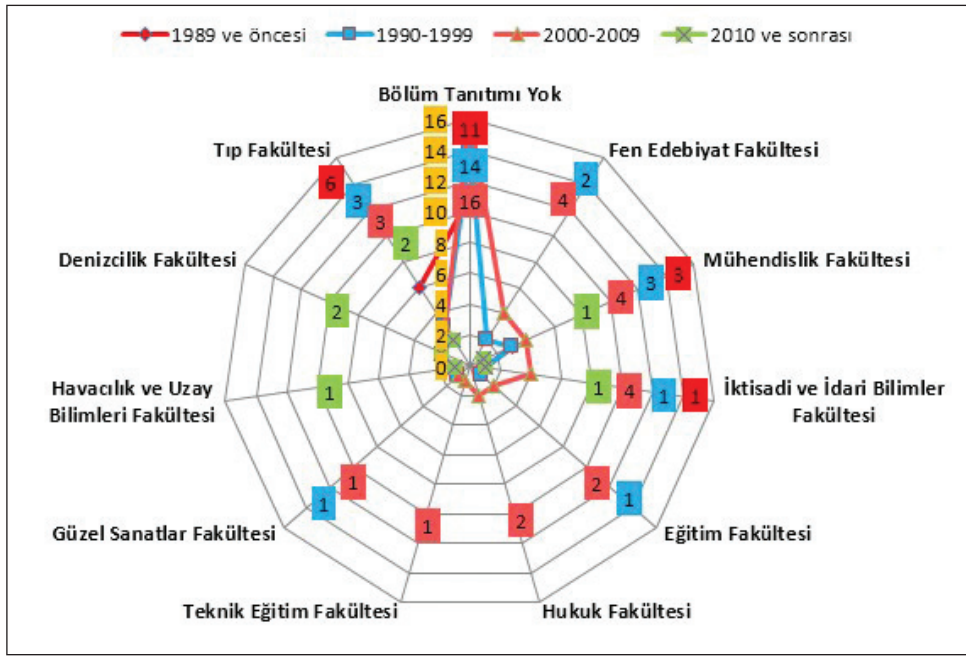 1989 ve öncesi 1990-1999 2000-2009 2010 ve sonrası
Bölüm Tanıtımı Yok
16 11
Tıp Fakültesi Fen Edebiyat Fakültesi
14 14
6 2
12 3 4
10 16
3
8 2
Denizcilik Fakültesi Mühendislik Fakültesi
6 3 3
4 2 4 1
2
0
Havacılık ve Uzay
Bilimleri Fakültesi
1 1 4 1 1
İktisadi ve İdari Bilimler
Fakültesi
1 1 2 1
Güzel Sanatlar Fakültesi Eğitim Fakültesi
1 2
Teknik Eğitim Fakültesi Hukuk Fakültesi